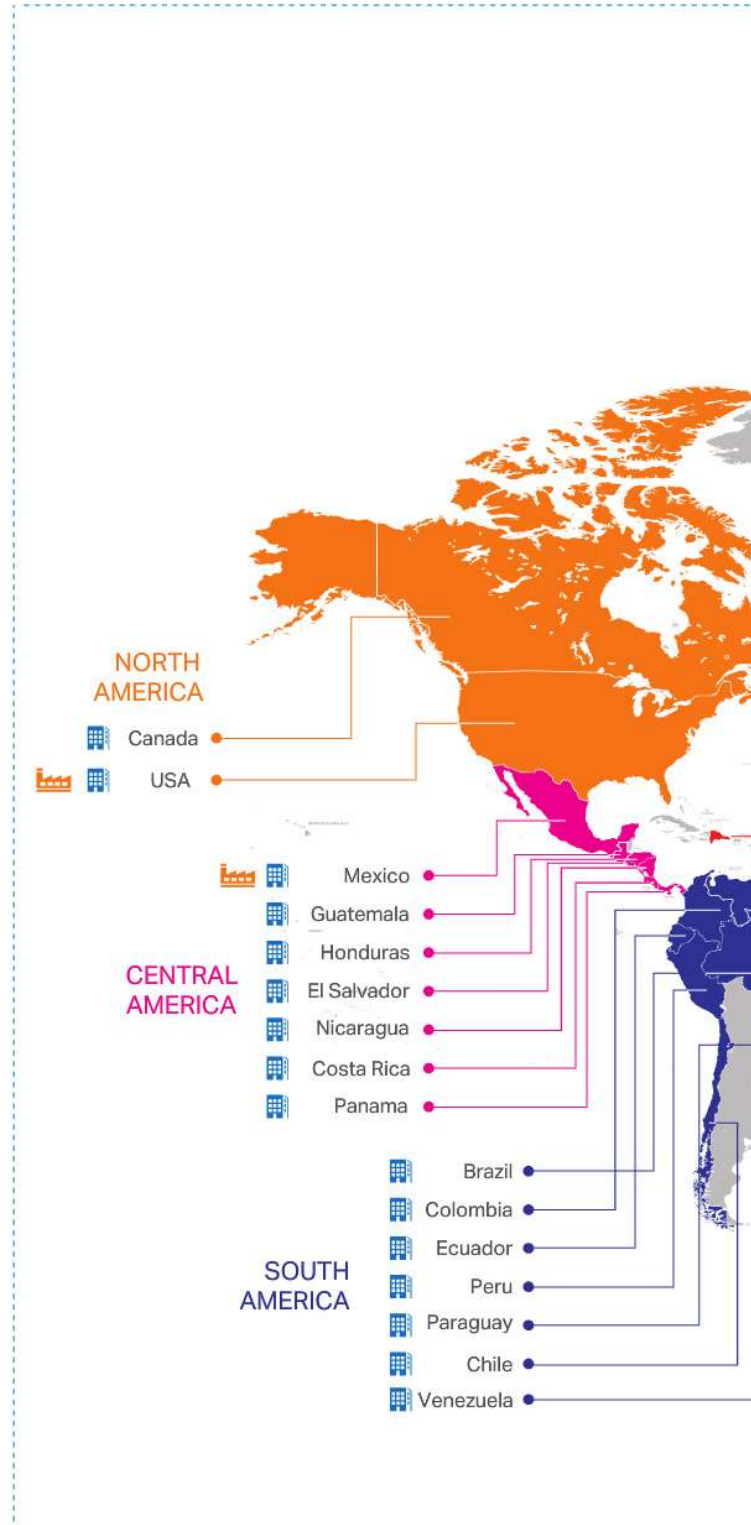 NORTH
AMERICA
Canada
USA
Mexico
Guatemala
Honduras
CENTRAL
AMERICA
El Salvador
Nicaragua
Costa Rica
Panama
Brazil
Colombia
Ecuador
SOUTH
AMERICA
Peru
Paraguay
Chile
Venezuela